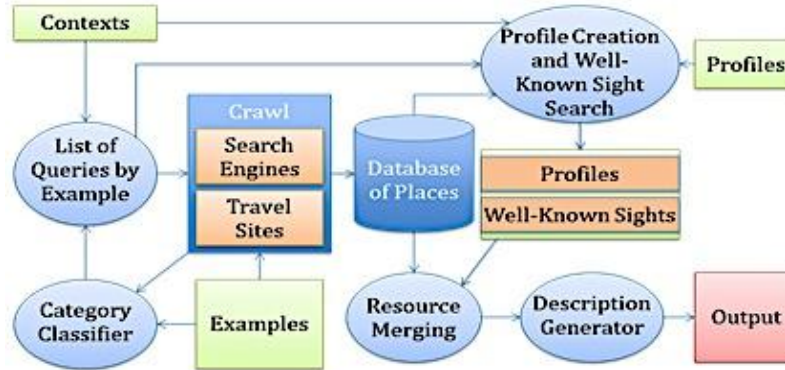 Contexts
Profile Creation
and Well-
Known Sight
Search
Profiles
Crawl
List of
Queries by
Example
Search
Engines
Travel
Sites
Database
of Places
Profiles
Well-Known Sights
Category
Classifier
Examples
Resource
Merging
Description
Generator
Output